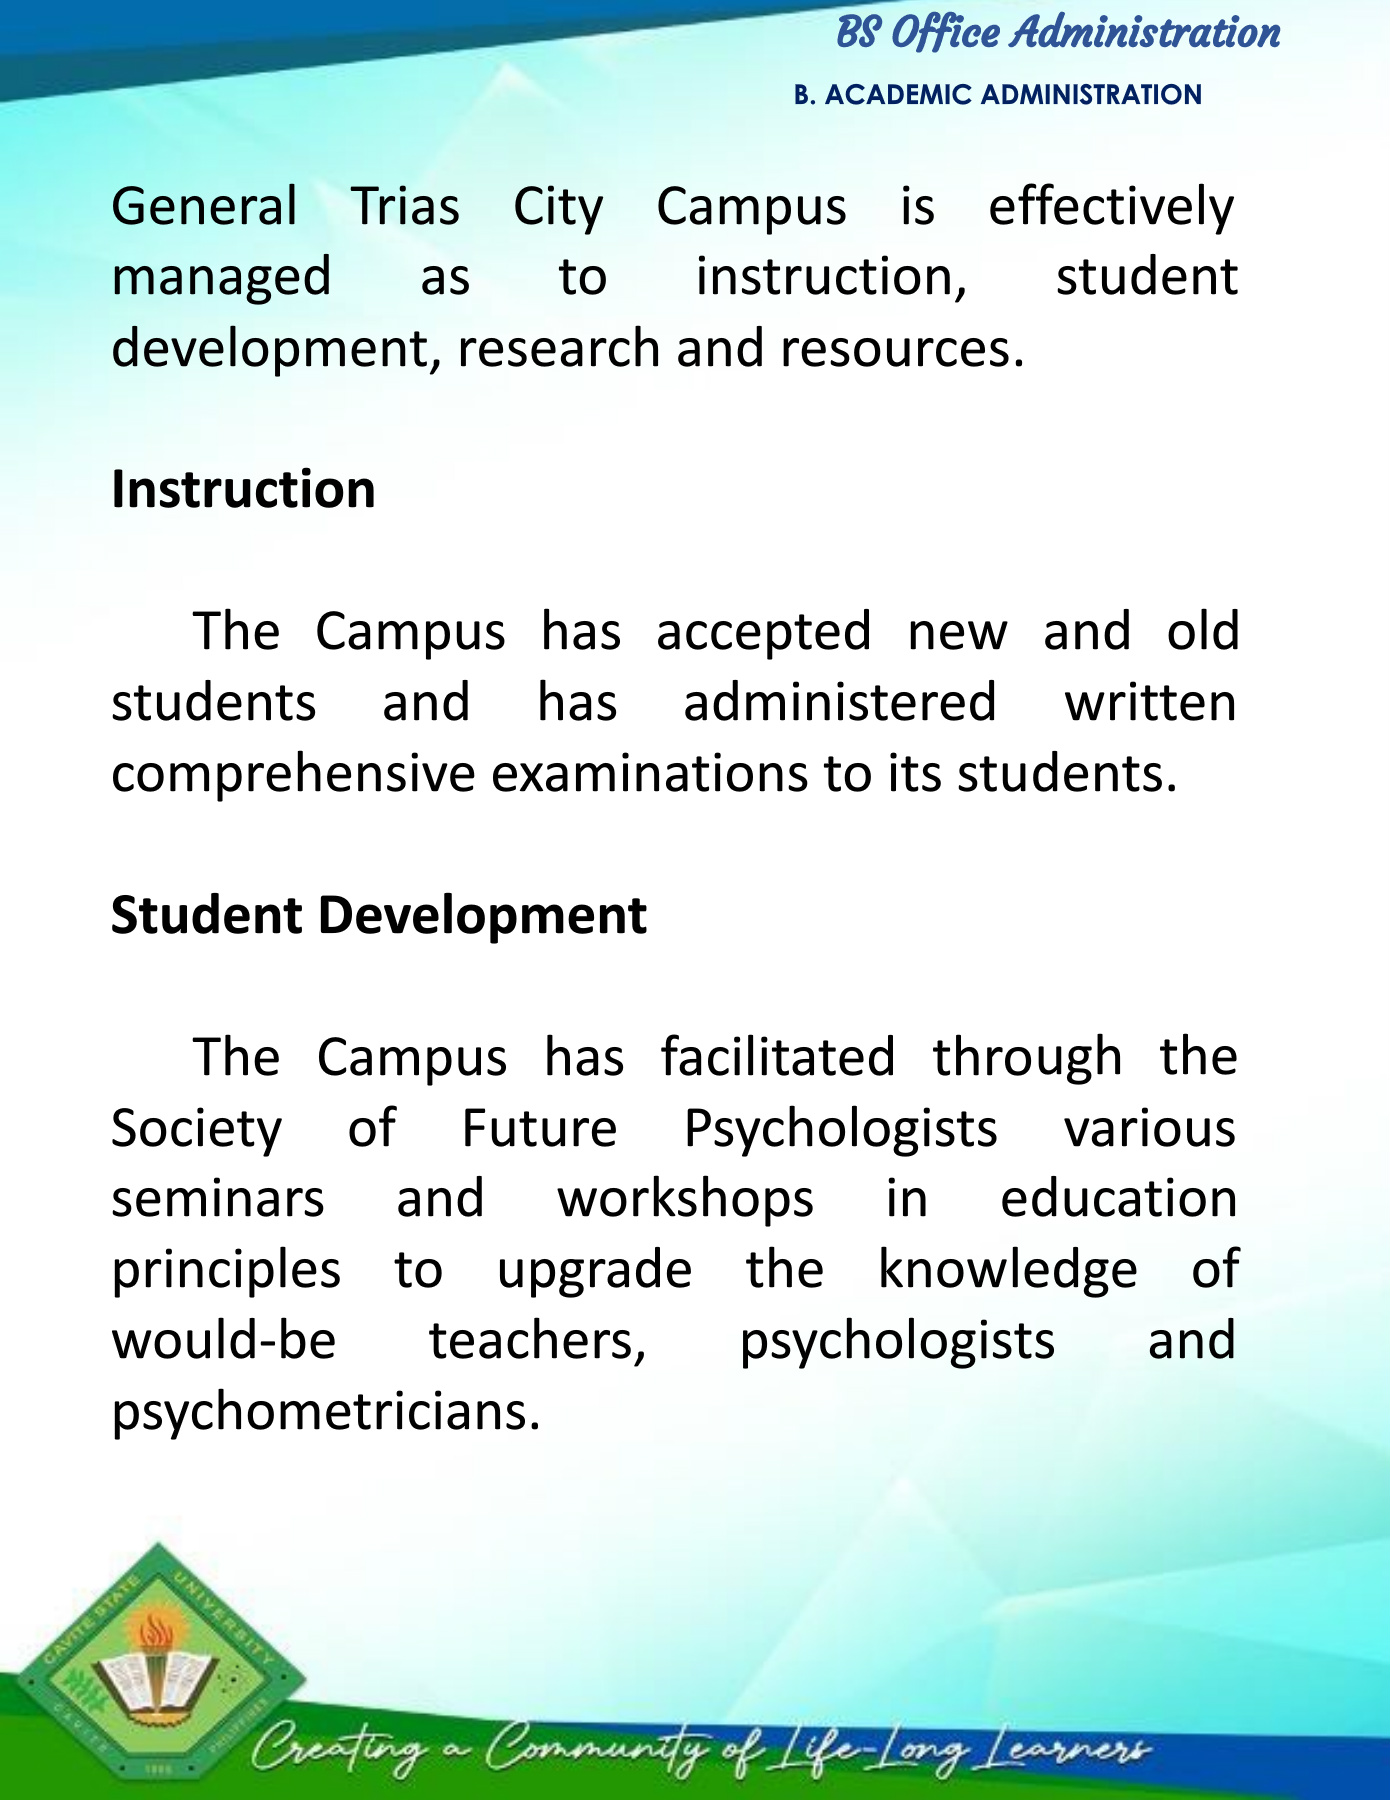 BS Office Administration
B. ACADEMIC ADMINISTRATION
General Trias City Campus is effectively
managed as to instruction, student
development, research and resources.
Instruction
The Campus has accepted new and old
students and has administered written
comprehensive examinations to its students.
Student Development
The Campus has facilitated through the
Society of Future Psychologists various
seminars and workshops in education
principles to upgrade the knowledge of
would-be teachers, psychologists and
psychometricians.
CAVITE STATE UNIVERSITY
CAVITE
PHILIPPINES
1906
Creating a Community of Life-Long Learners